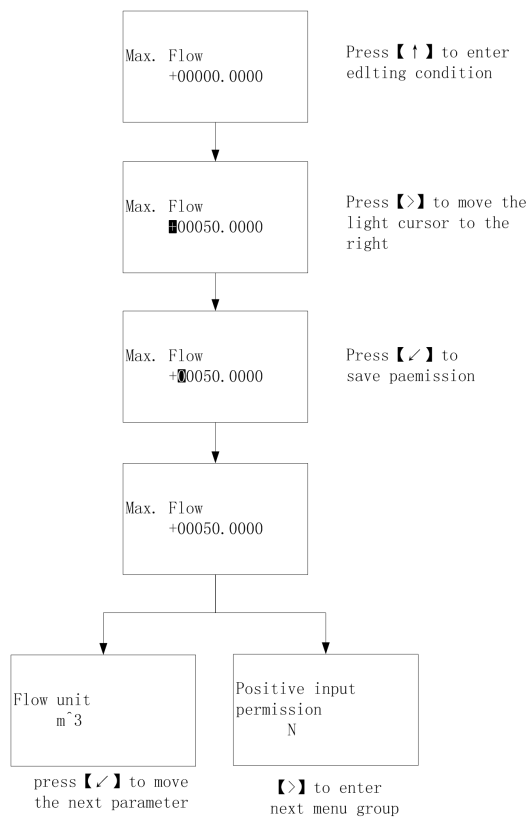 Max. Flow
+00000.0000
Press【↑】to enter
edlting condition
Max. Flow
+00050.0000
Press【>】to move the
light cursor to the
right
Max. Flow
+00050.0000
Press【↙】to
save paemission
Max. Flow
+00050.0000
Flow unit
m^3
press【↙】to move
the next parameter
Positive input
permission
N
【>】to enter
next menu group